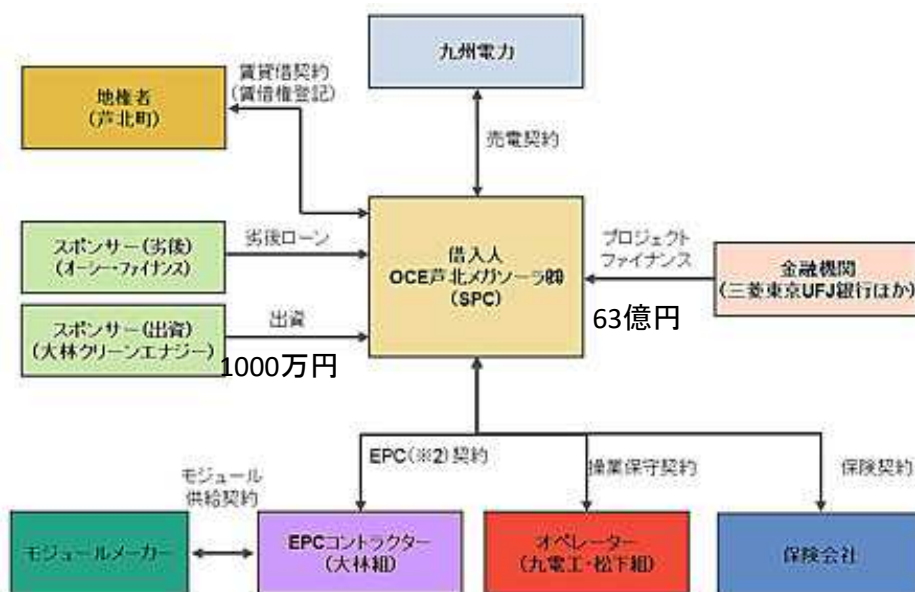 九州電力
賃貸借契約
(賃借権登記)
地権者
(芦北町)
売電契約
スポンサー(劣後)
(オーシー・ファイナンス)
劣後ローン
借入人
OCE芦北メガソーラ㈱
(SPC)
プロジェクト
ファイナンス
金融機関
(三菱東京UFJ銀行ほか)
63億円
スポンサー(出資)
(大林クリーンエナジー)
出資
1000万円
EPC(※2)契約
操業保守契約
保険契約
モジュール
供給契約
モジュールメーカー
EPCコントラクター
(大林組)
オペレーター
(九電工・松下組)
保険会社